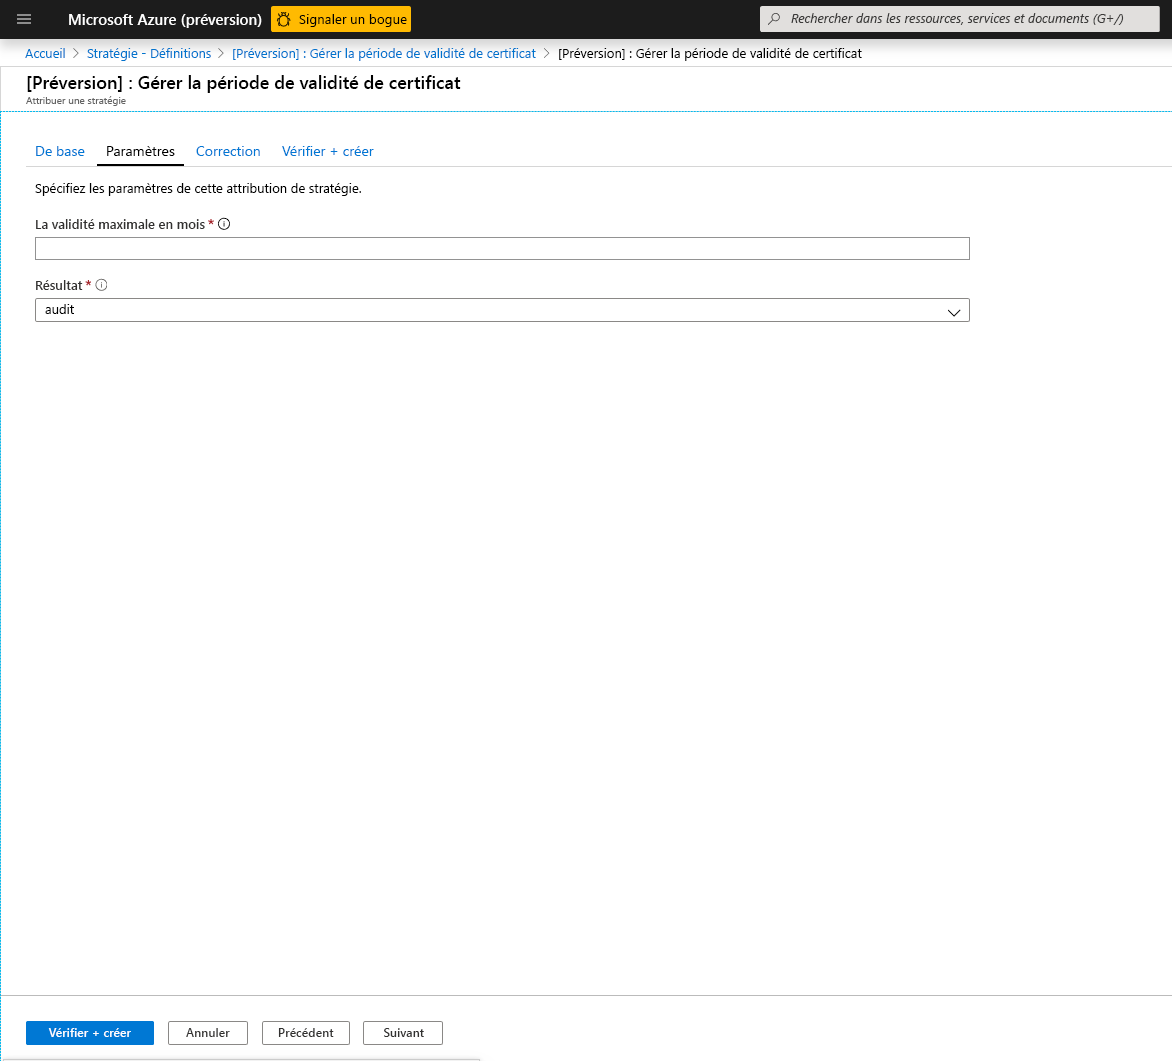 Microsoft Azure (préversion) Signaler un bogue Rechercher dans les ressources, services et documents (G+/)
Accueil > Stratégie - Définitions > [Préversion] : Gérer la période de validité de certificat > [Préversion] : Gérer la période de validité de certificat
[Préversion] : Gérer la période de validité de certificat
Attribuer une stratégie
De base Paramètres Correction Vérifier + créer
Spécifiez les paramètres de cette attribution de stratégie.
La validité maximale en mois *
Résultat *
audit
Vérifier + créer Annuler Précédent Suivant